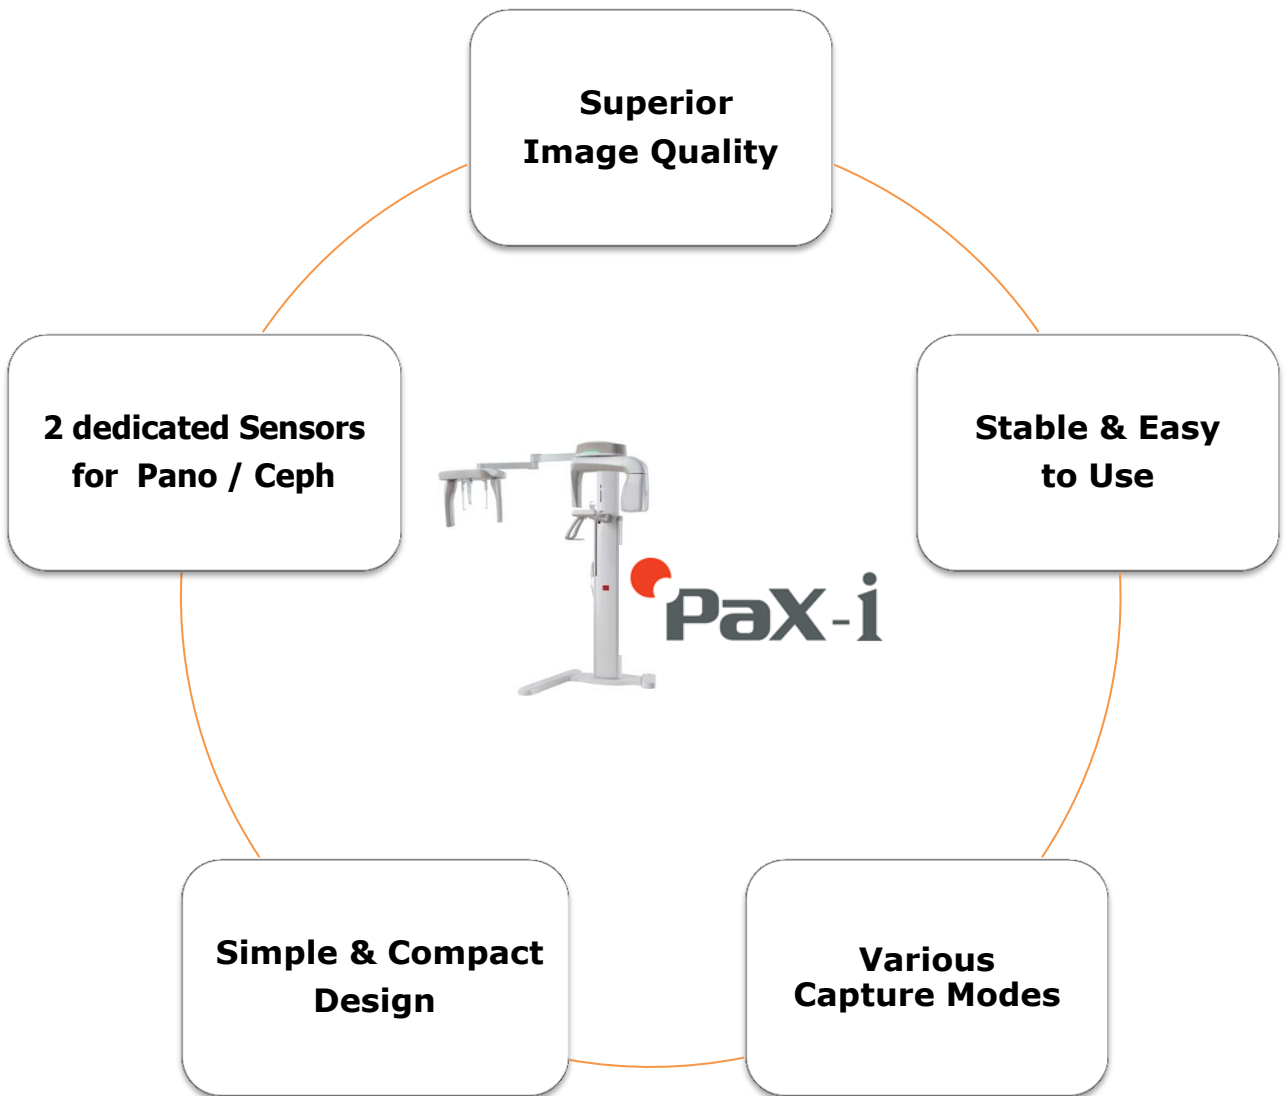 Superior
Image Quality
2 dedicated Sensors
for Pano / Ceph
Stable & Easy
to Use
PaX-i
Simple & Compact
Design
Various
Capture Modes